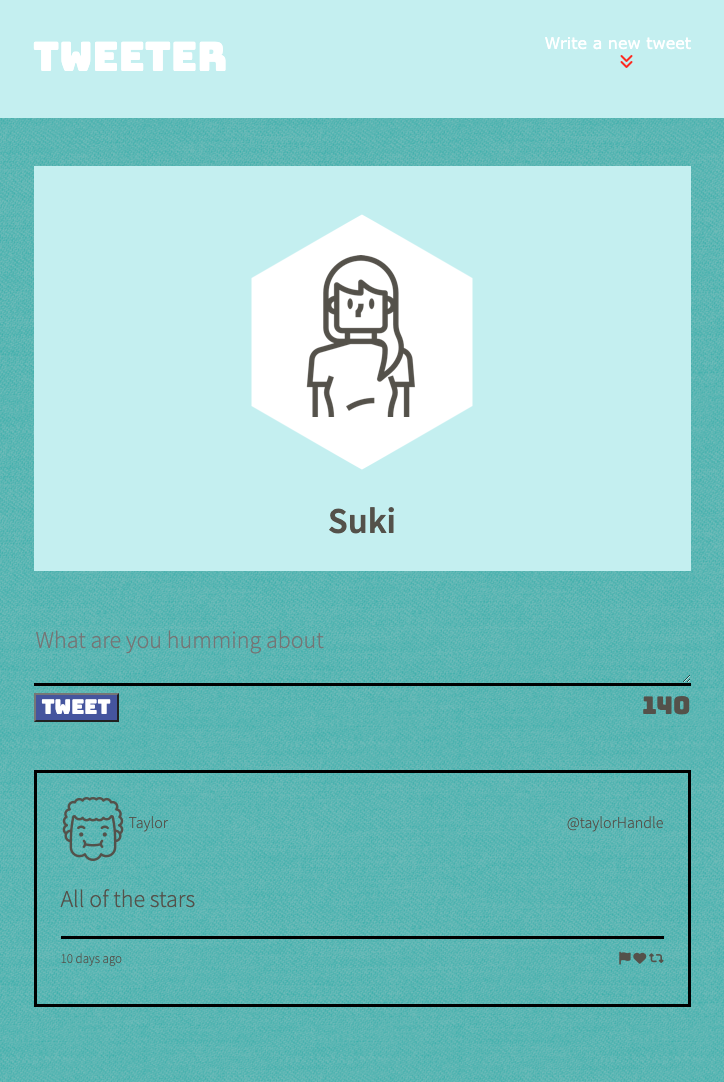 TWEETER
Write a new tweet
Suki
What are you humming about
TWEET
140
Taylor
@taylorHandle
All of the stars
10 days ago